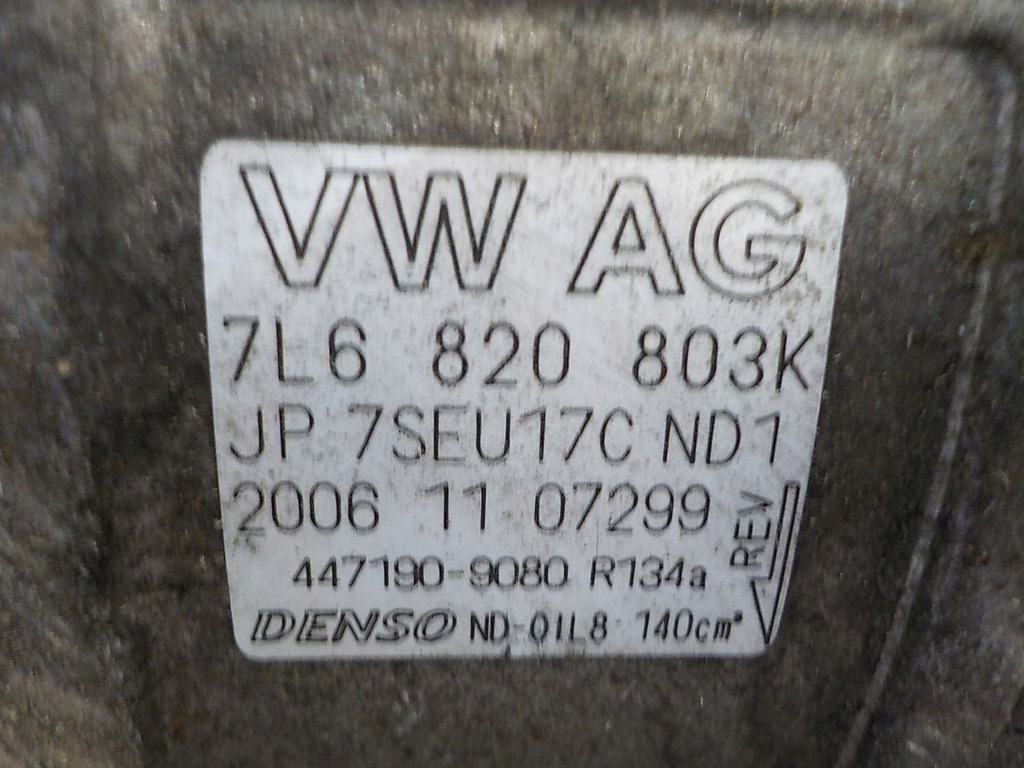 VW AG
7L6 820 803K
JP 7SEU17C ND1
2006 11 07299
REV
447190-9080 R134a
DENSO ND-OIL8 140cm³